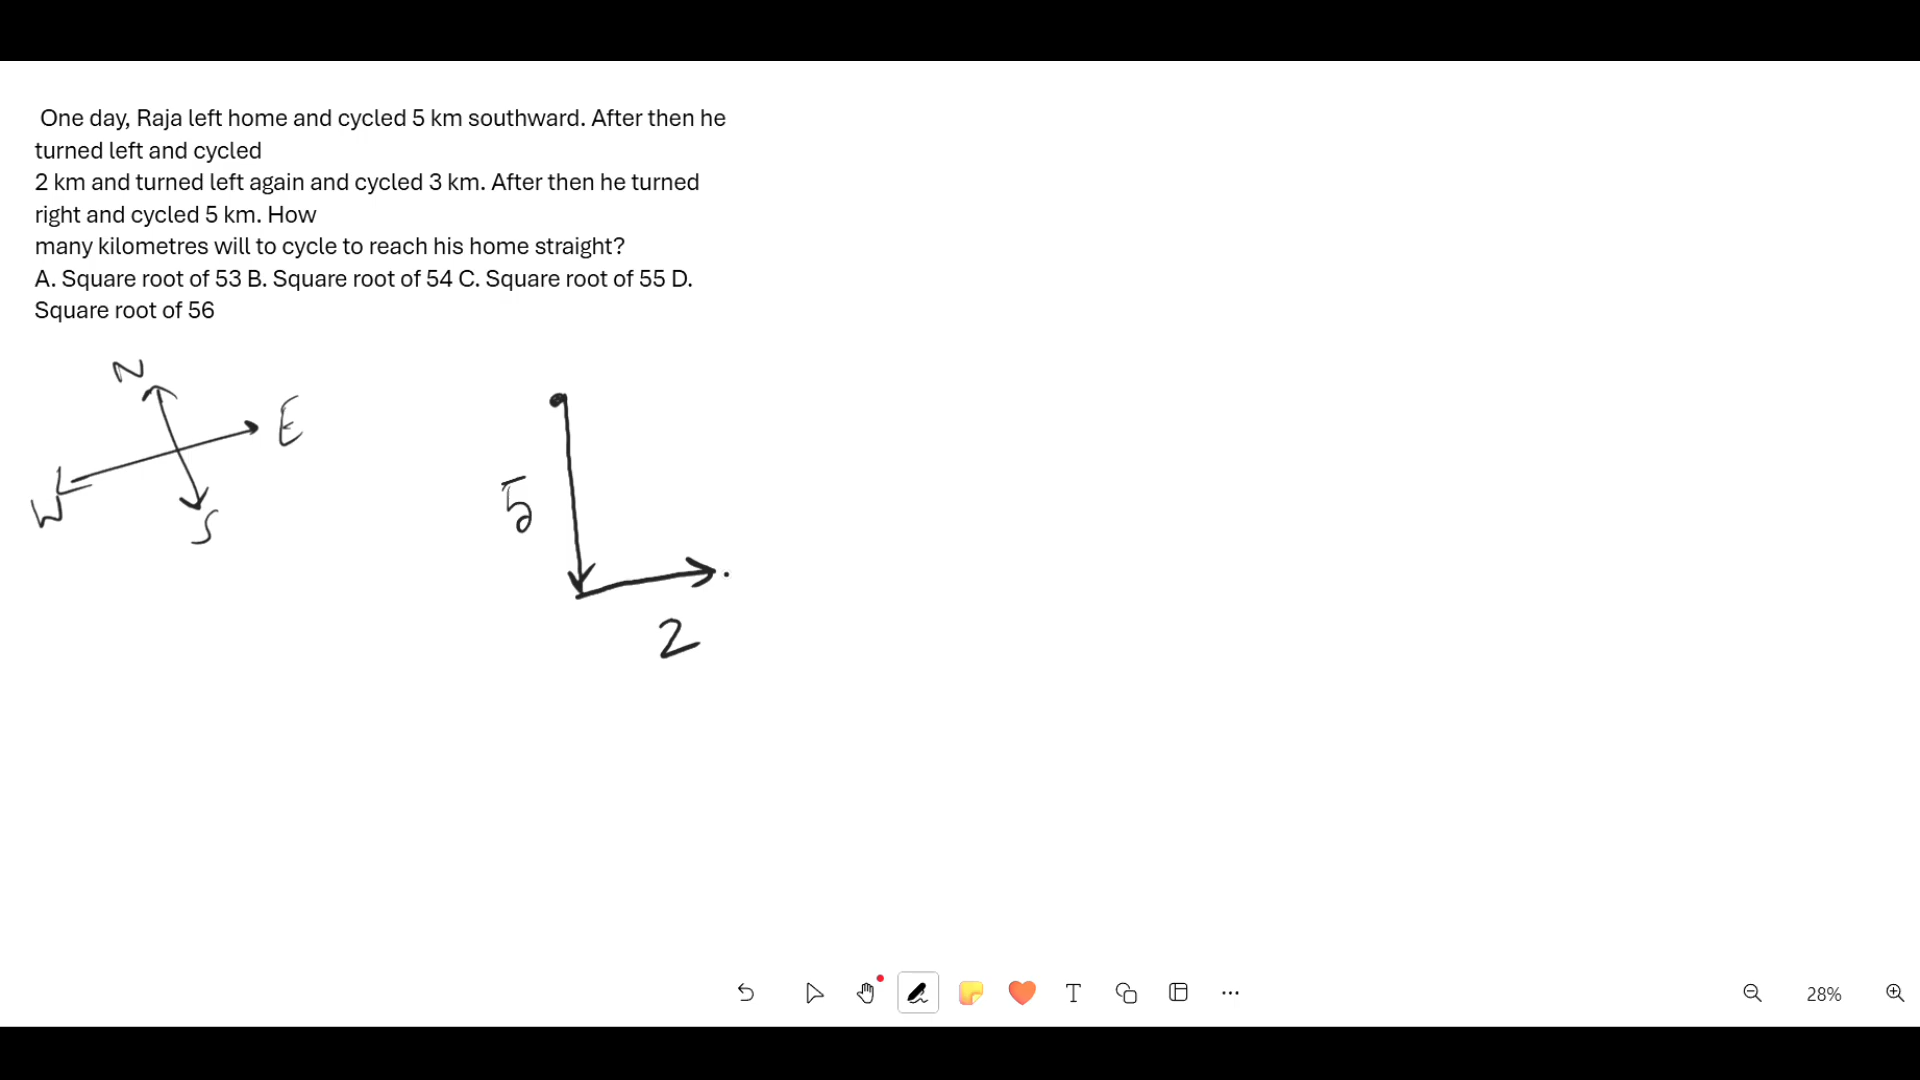 One day, Raja left home and cycled 5 km southward. After then he
turned left and cycled
2 km and turned left again and cycled 3 km. After then he turned
right and cycled 5 km. How
many kilometres will to cycle to reach his home straight?
A. Square root of 53 B. Square root of 54 C. Square root of 55 D.
Square root of 56
N
E
W
S
5
2
T
28%